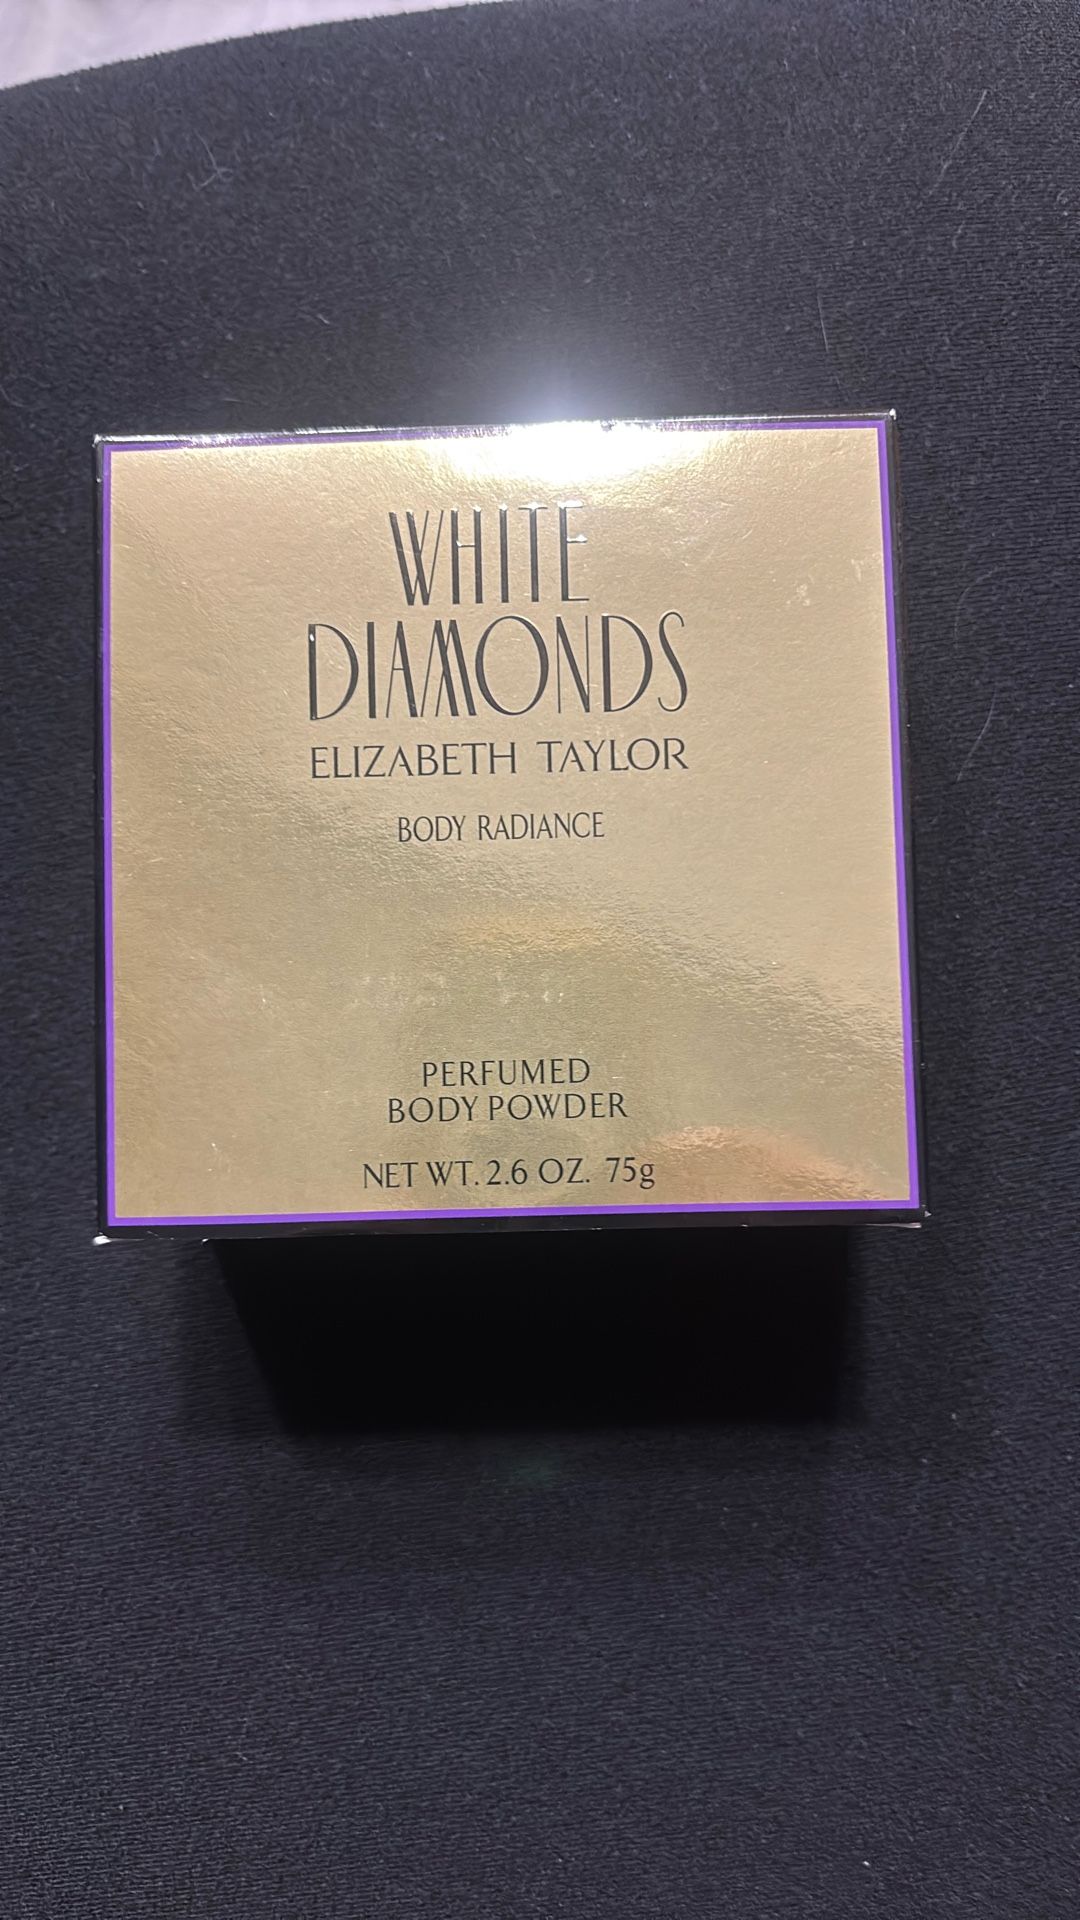 WHITE
DIAMONDS
ELIZABETH TAYLOR
BODY RADIANCE
PERFUMED
BODY POWDER
NET WT. 2.6 OZ. 75g